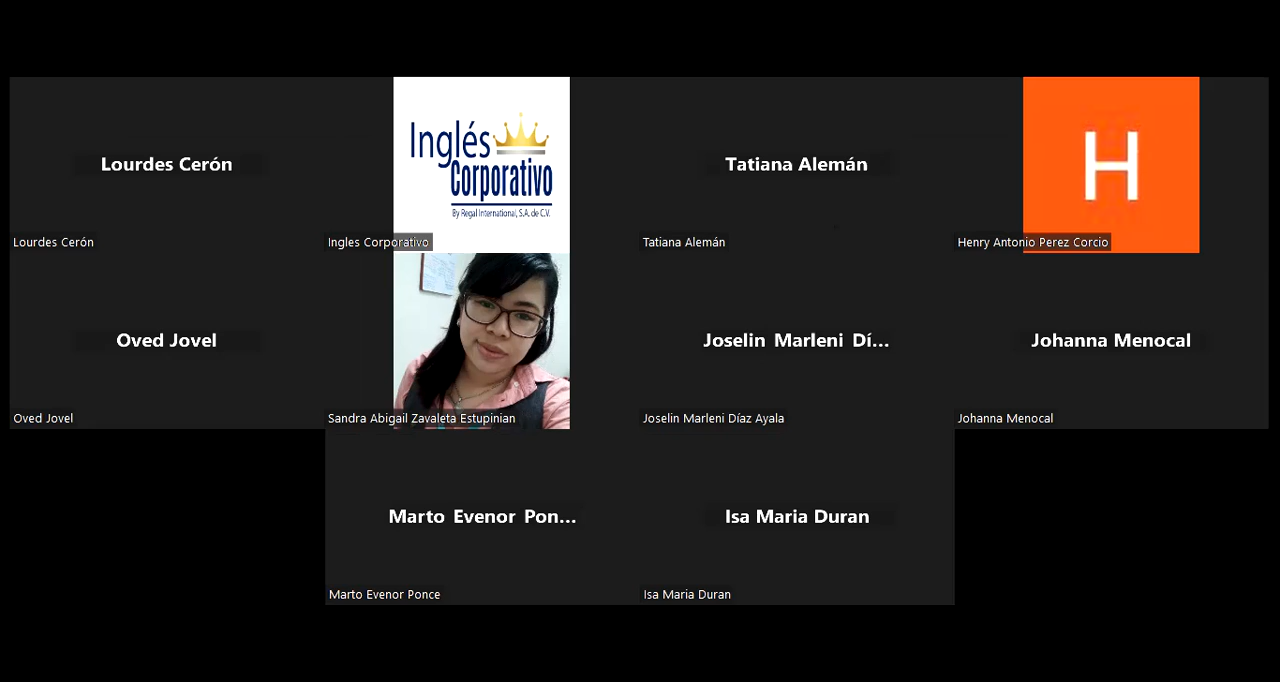 Lourdes Cerón
Lourdes Cerón
Inglés
Corporativo
By Regal International, S.A. de C.V.
Ingles Corporativo
Tatiana Alemán
Tatiana Alemán
H
Henry Antonio Perez Corcio
Oved Jovel
Oved Jovel
Sandra Abigail Zavaleta Estupinian
Joselin Marleni Dí...
Joselin Marleni Díaz Ayala
Johanna Menocal
Johanna Menocal
Marto Evenor Pon...
Marto Evenor Ponce
Isa Maria Duran
Isa Maria Duran